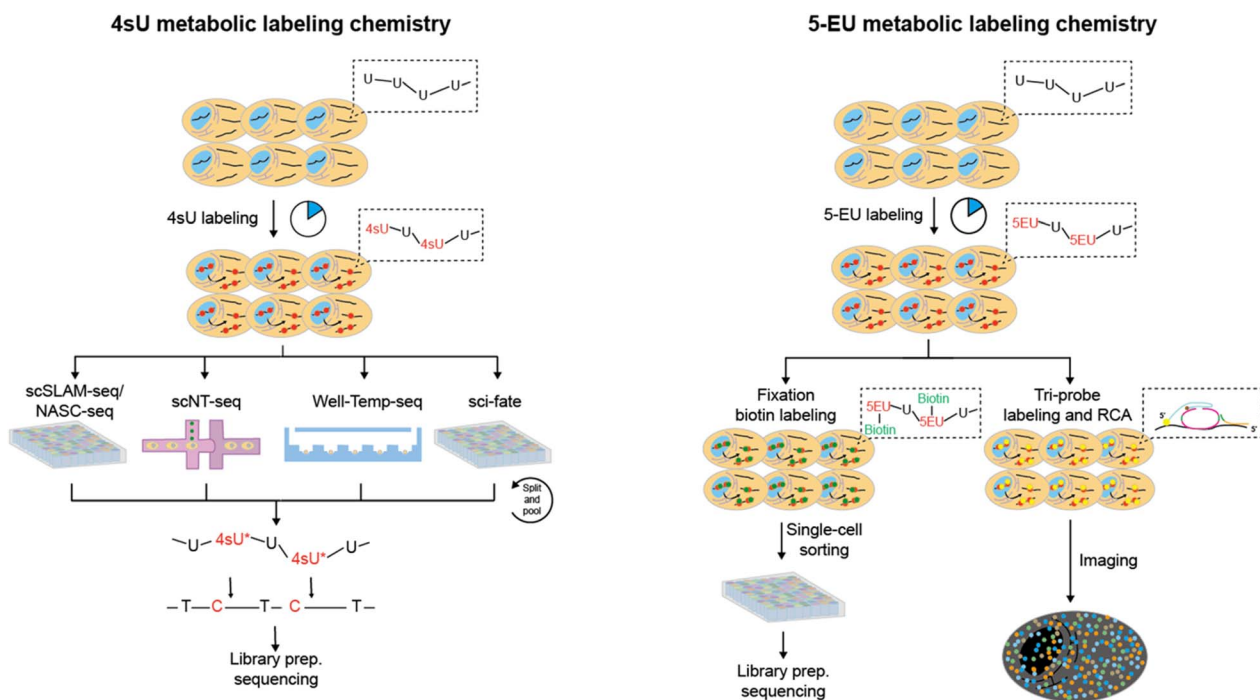 4sU metabolic labeling chemistry
U U U U
4sU labeling
4sU U 4sU U
scSLAM-seq/
NASC-seq
scNT-seq
Well-Temp-seq
sci-fate
Split
and
pool
U 4sU* U 4sU* U
T C T C T
Library prep.
sequencing
5-EU metabolic labeling chemistry
U U U U
5-EU labeling
5EU U 5EU U
Fixation
biotin labeling
Biotin
5EU U 5EU U
Biotin
Tri-probe
labeling and RCA
5'
5'
Single-cell
sorting
Imaging
Library prep.
sequencing